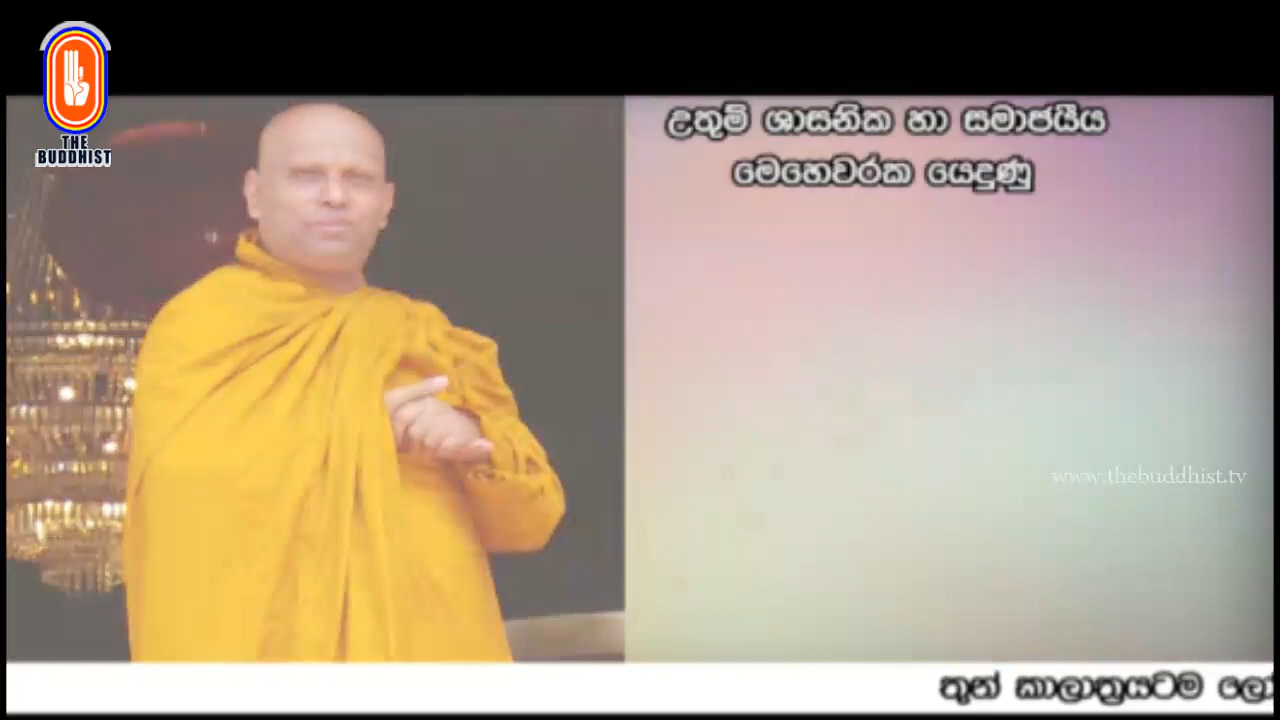 THE
BUDDHIST
උතුම් ශාසනික හා සමාජයීය
මෙහෙවරක යෙදුණු
www.thebuddhist.tv
තුන් කාලාත්‍රයටම